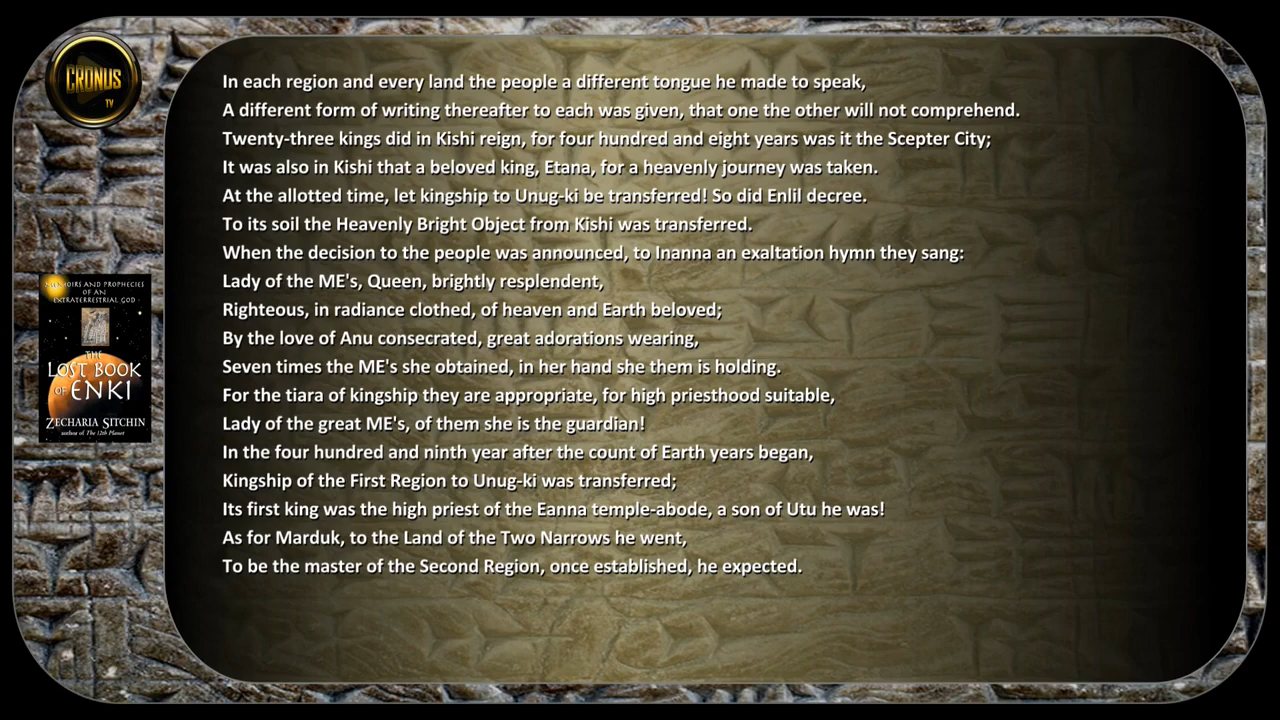 CRONUS
TV
In each region and every land the people a different tongue he made to speak,
A different form of writing thereafter to each was given, that one the other will not comprehend.
Twenty-three kings did in Kishi reign, for four hundred and eight years was it the Scepter City;
It was also in Kishi that a beloved king, Etana, for a heavenly journey was taken.
At the allotted time, let kingship to Unug-ki be transferred! So did Enlil decree.
To its soil the Heavenly Bright Object from Kishi was transferred.
When the decision to the people was announced, to Inanna an exaltation hymn they sang:
Lady of the ME's, Queen, brightly resplendent,
Righteous, in radiance clothed, of heaven and Earth beloved;
By the love of Anu consecrated, great adorations wearing,
Seven times the ME's she obtained, in her hand she them is holding.
For the tiara of kingship they are appropriate, for high priesthood suitable,
Lady of the great ME's, of them she is the guardian!
In the four hundred and ninth year after the count of Earth years began,
Kingship of the First Region to Unug-ki was transferred;
Its first king was the high priest of the Eanna temple-abode, a son of Utu he was!
As for Marduk, to the Land of the Two Narrows he went,
To be the master of the Second Region, once established, he expected.
MEMOIRS AND PROPHECIES
OF AN
EXTRATERRESTRIAL GOD
THE
LOST BOOK
OF ENKI
ZECHARIA SITCHIN
author of The 12th Planet